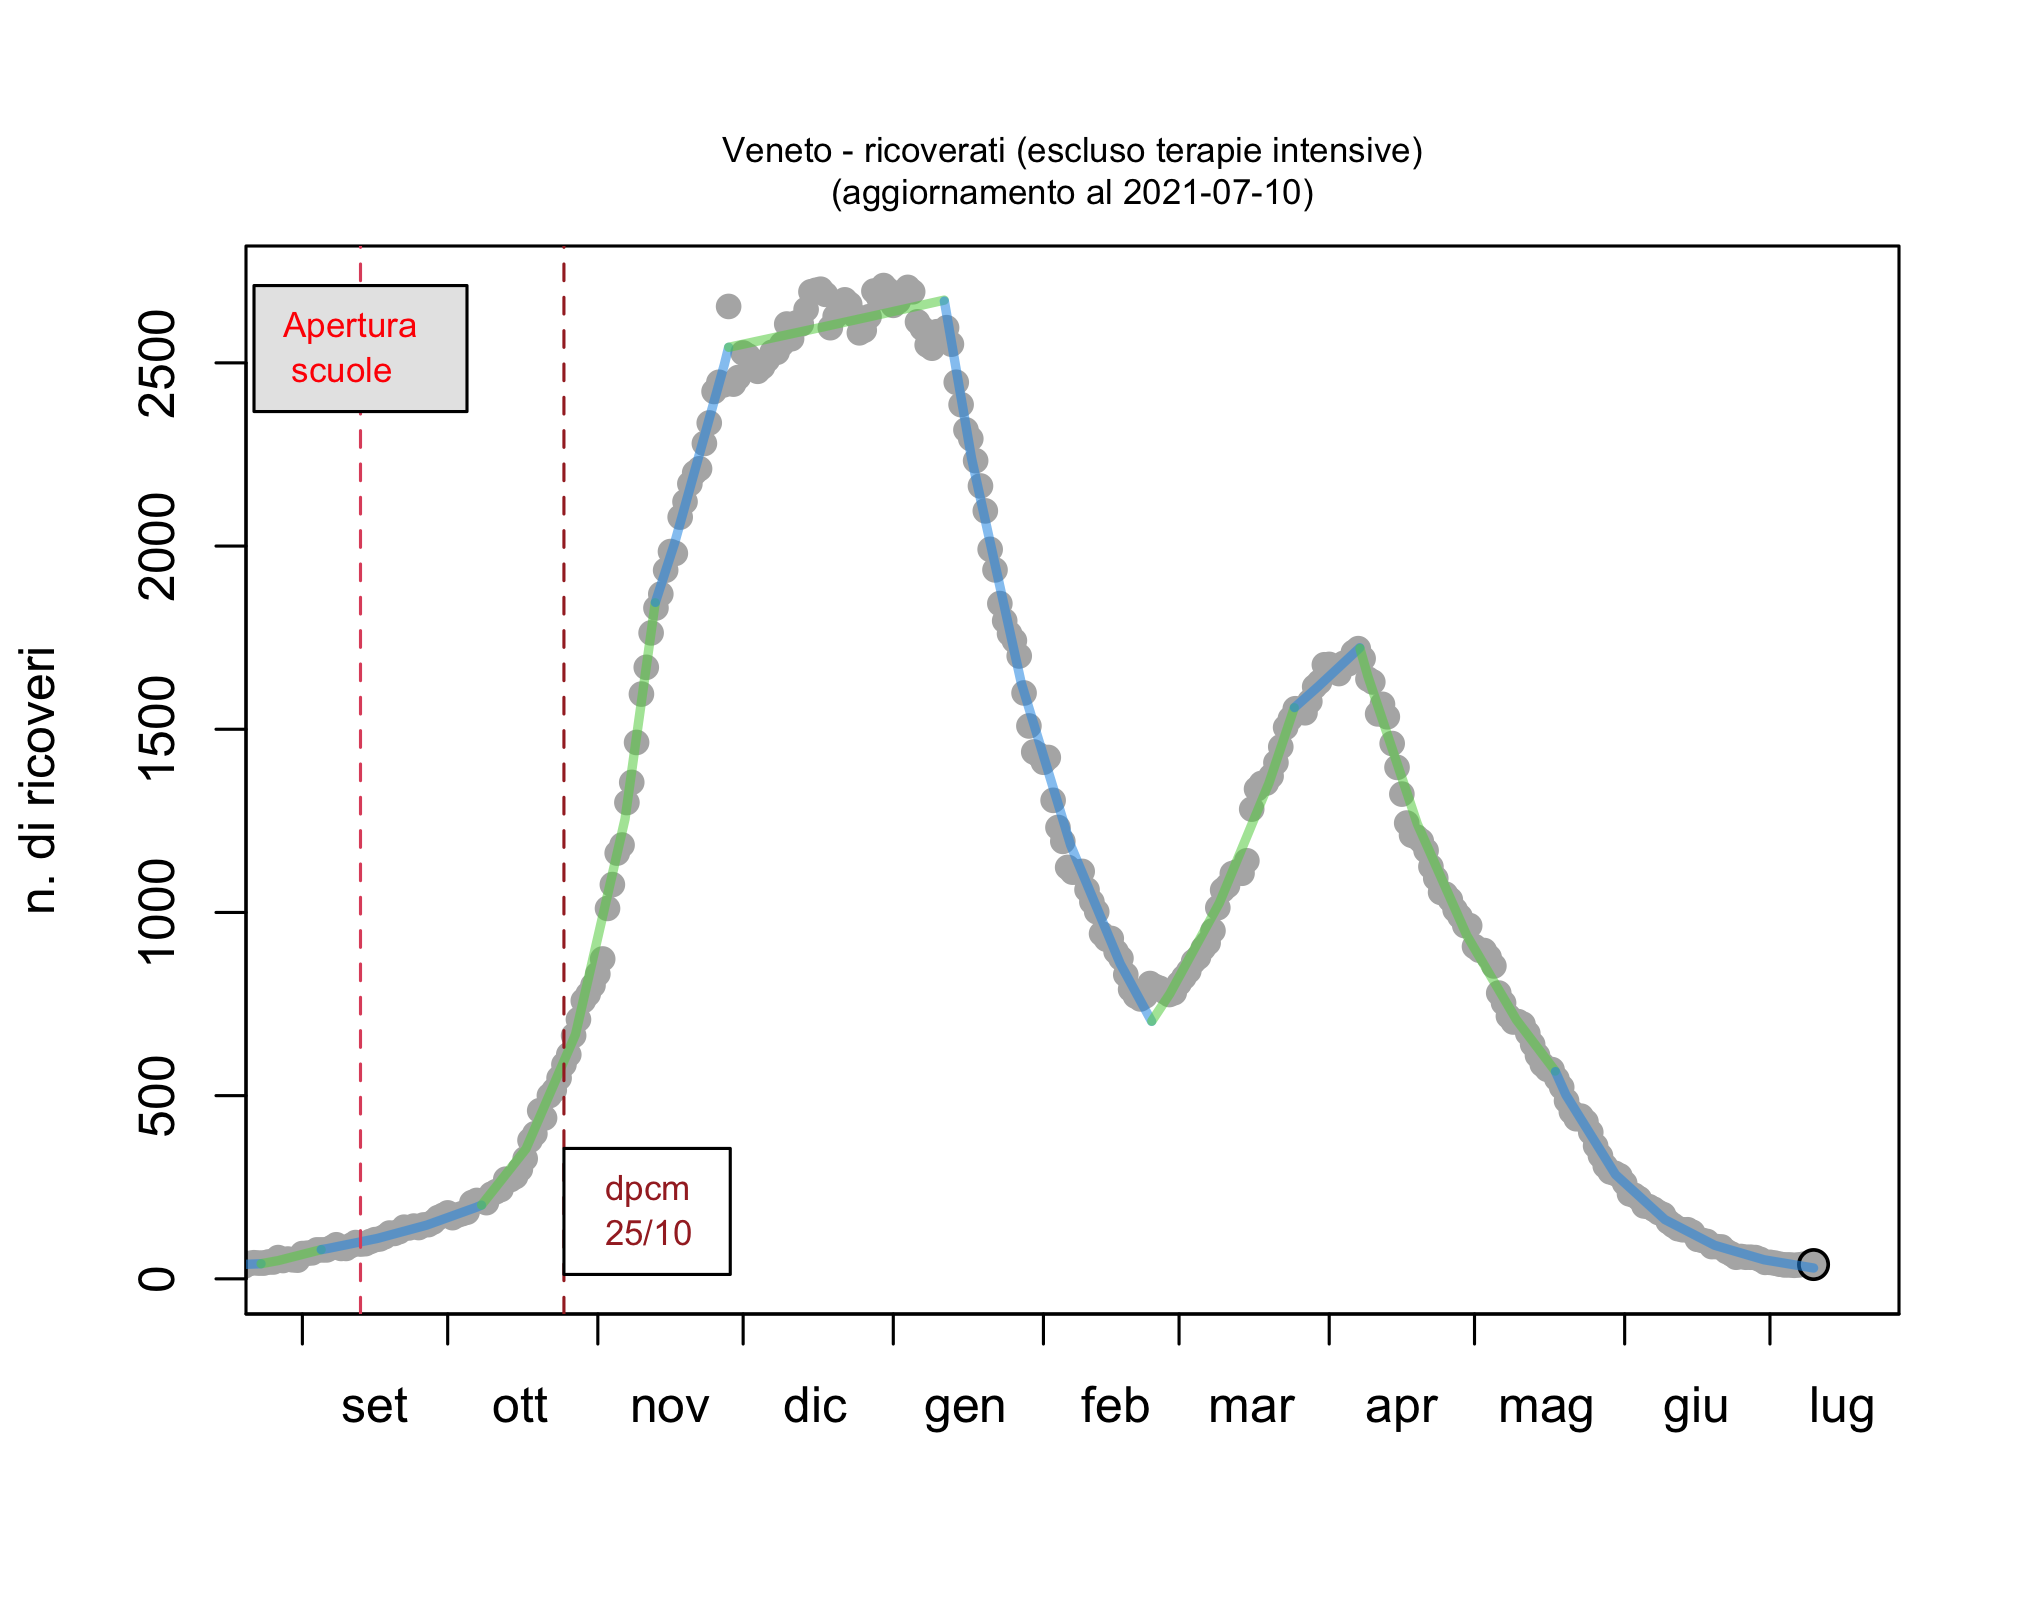 Veneto - ricoverati (escluso terapie intensive)
(aggiornamento al 2021-07-10)
Apertura
scuole
dpcm
25/10
n. di ricoveri
2500
2000
1500
1000
500
0
set ott nov dic gen feb mar apr mag giu lug